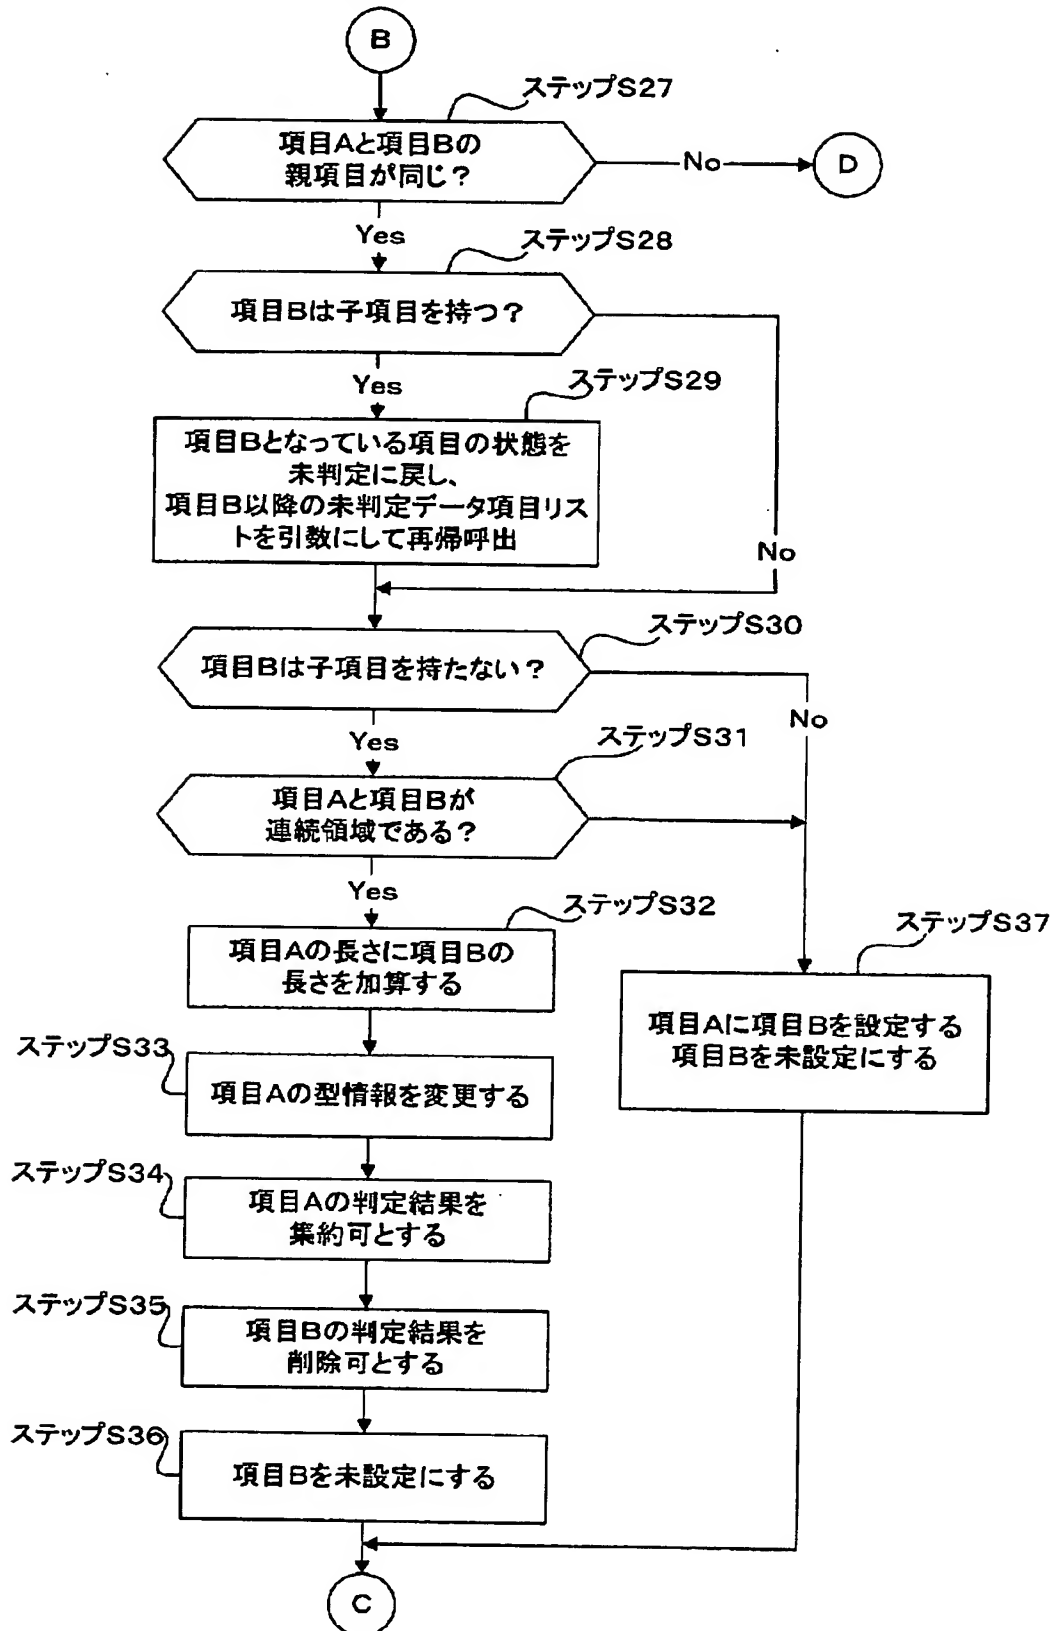 B
ステップS27
項目Aと項目Bの
親項目が同じ?
No
D
Yes
ステップS28
項目Bは子項目を持つ?
Yes
ステップS29
項目Bとなっている項目の状態を
未判定に戻し、
項目B以降の未判定データ項目リス
トを引数にして再帰呼出
No
ステップS30
項目Bは子項目を持たない?
No
Yes
ステップS31
項目Aと項目Bが
連続領域である?
Yes
ステップS32
項目Aの長さに項目Bの
長さを加算する
ステップS37
項目Aに項目Bを設定する
項目Bを未設定にする
ステップS33
項目Aの型情報を変更する
ステップS34
項目Aの判定結果を
集約可とする
ステップS35
項目Bの判定結果を
削除可とする
ステップS36
項目Bを未設定にする
C